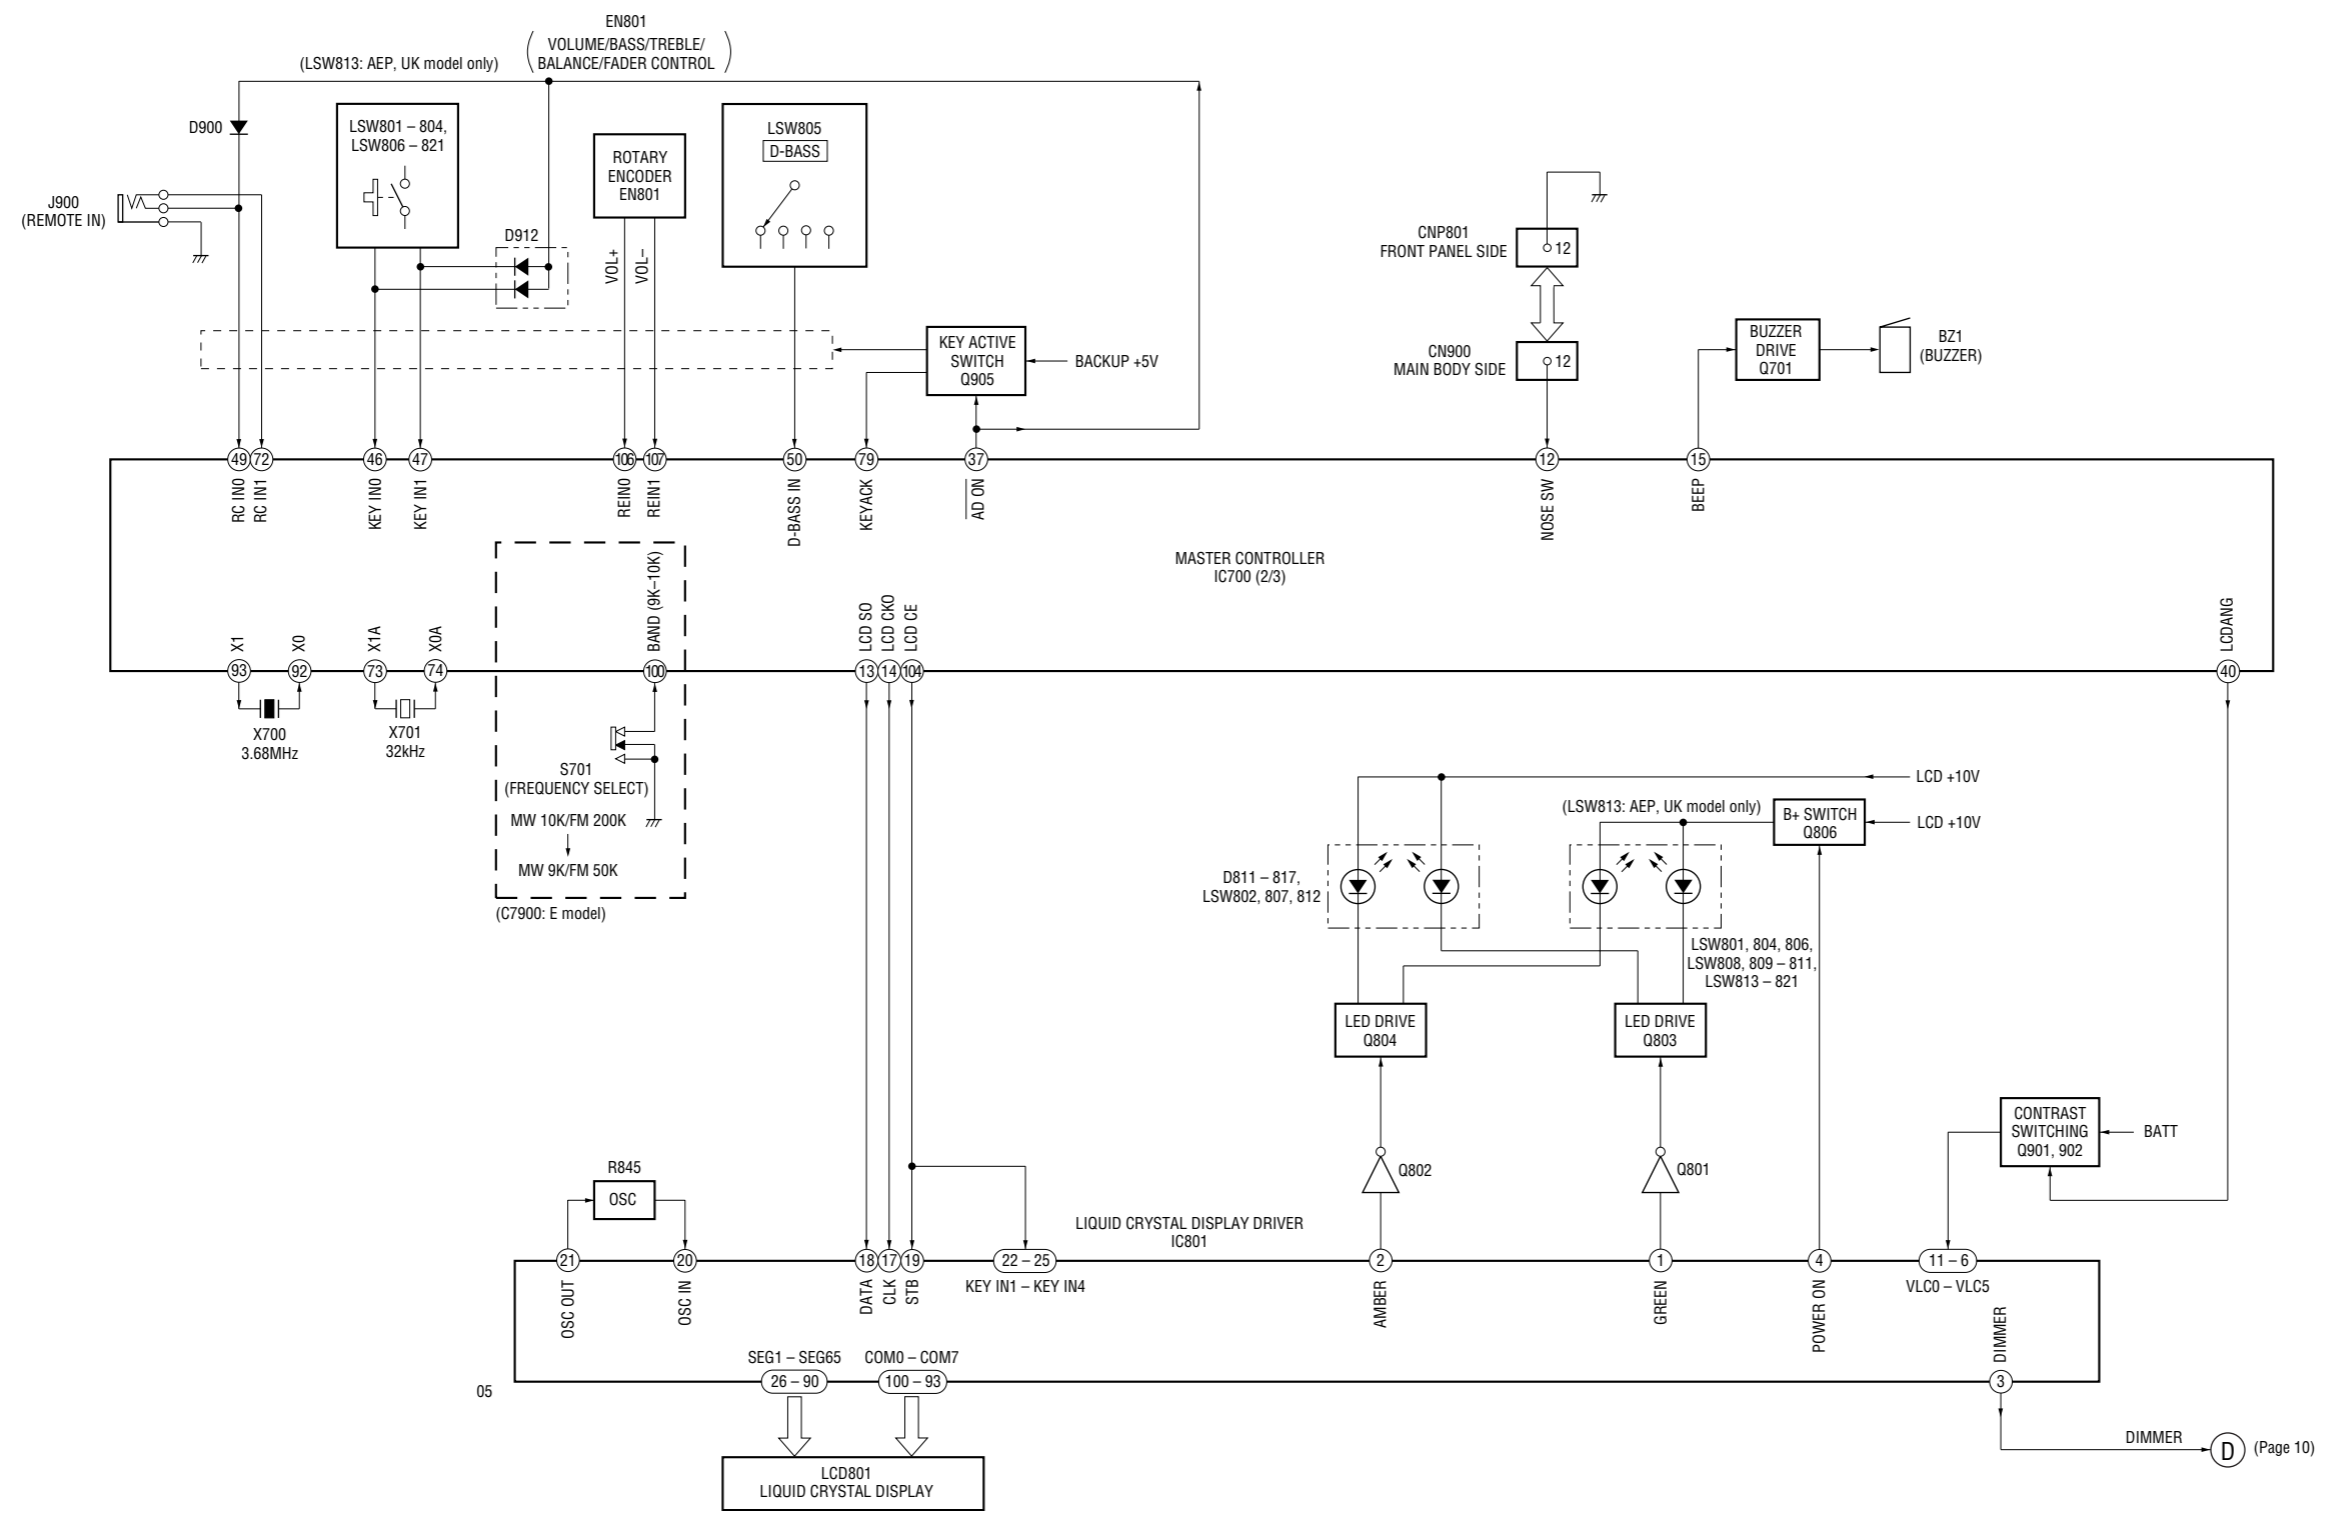 EN801
VOLUME/BASS/TREBLE/
BALANCE/FADER CONTROL
(LSW813: AEP, UK model only)
D900
LSW801 – 804,
LSW806 – 821
ROTARY
ENCODER
EN801
LSW805
D-BASS
J900
(REMOTE IN)
D912
VOL+
VOL–
CNP801
FRONT PANEL SIDE
12
CN900
MAIN BODY SIDE
12
KEY ACTIVE
SWITCH
Q905
BACKUP +5V
BUZZER
DRIVE
Q701
BZ1
(BUZZER)
49
72
46
47
106
107
50
79
37
12
15
RC IN0
RC IN1
KEY IN0
KEY IN1
REIN0
REIN1
D-BASS IN
KEYACK
AD ON
NOSE SW
BEEP
MASTER CONTROLLER
IC700 (2/3)
X1
X0
X1A
X0A
BAND (9K–10K)
LCD SO
LCD CKO
LCD CE
LCDANG
93
92
73
74
100
13
14
104
40
X700
3.68MHz
X701
32kHz
S701
(FREQUENCY SELECT)
MW 10K/FM 200K
MW 9K/FM 50K
(C7900: E model)
LCD +10V
(LSW813: AEP, UK model only)
B+ SWITCH
Q806
LCD +10V
D811 – 817,
LSW802, 807, 812
LSW801, 804, 806,
LSW808, 809 – 811,
LSW813 – 821
LED DRIVE
Q804
LED DRIVE
Q803
CONTRAST
SWITCHING
Q901, 902
BATT
Q802
Q801
R845
OSC
LIQUID CRYSTAL DISPLAY DRIVER
IC801
21
20
18
17
19
22 – 25
2
1
4
11 – 6
OSC OUT
OSC IN
DATA
CLK
STB
KEY IN1 – KEY IN4
AMBER
GREEN
POWER ON
VLC0 – VLC5
DIMMER
SEG1 – SEG65
COM0 – COM7
26 – 90
100 – 93
3
05
DIMMER
D
(Page 10)
LCD801
LIQUID CRYSTAL DISPLAY